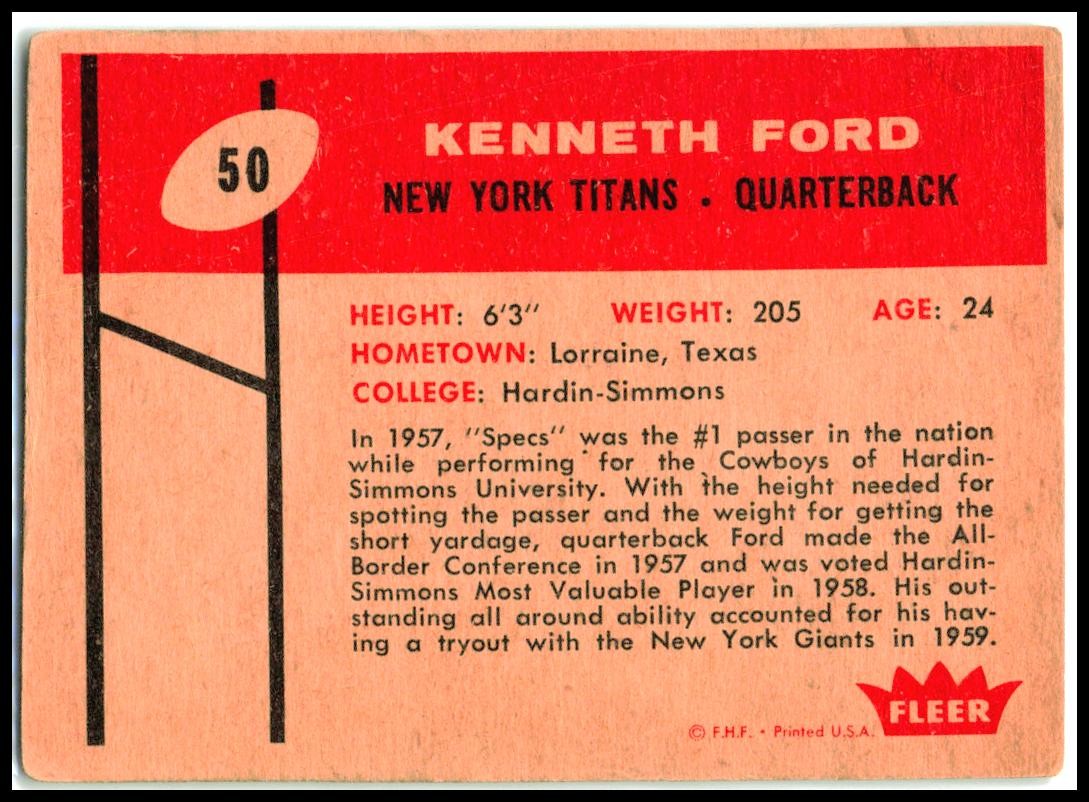 50
KENNETH FORD
NEW YORK TITANS . QUARTERBACK
HEIGHT: 6'3" WEIGHT: 205 AGE: 24
HOMETOWN: Lorraine, Texas
COLLEGE: Hardin-Simmons
In 1957, "Specs" was the #1 passer in the nation
while performing for the Cowboys of Hardin-
Simmons University. With the height needed for
spotting the passer and the weight for getting the
short yardage, quarterback Ford made the All-
Border Conference in 1957 and was voted Hardin-
Simmons Most Valuable Player in 1958. His out-
standing all around ability accounted for his hav-
ing a tryout with the New York Giants in 1959.
FLEER
© F.H.F. • Printed U.S.A.